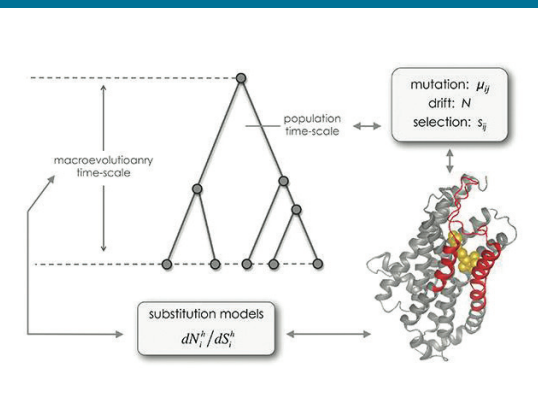 mutation: μij
drift: N
selection: sij
population
time-scale
macroevolutioanry
time-scale
substitution models
dNᵢʰ/dSᵢʰ